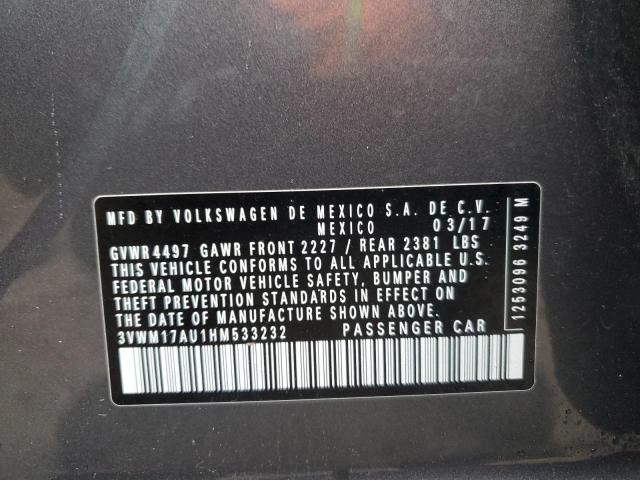 MFD BY VOLKSWAGEN DE MEXICO S.A. DE C.V.
MEXICO 03/17
GVWR4497 GAWR FRONT 2227 / REAR 2381 LBS
THIS VEHICLE CONFORMS TO ALL APPLICABLE U.S.
FEDERAL MOTOR VEHICLE SAFETY, BUMPER AND
THEFT PREVENTION STANDARDS IN EFFECT ON
THE DATE OF MANUFACTURE SHOWN ABOVE.
3VWM17AU1HM533232 PASSENGER CAR
1253096 3249 M